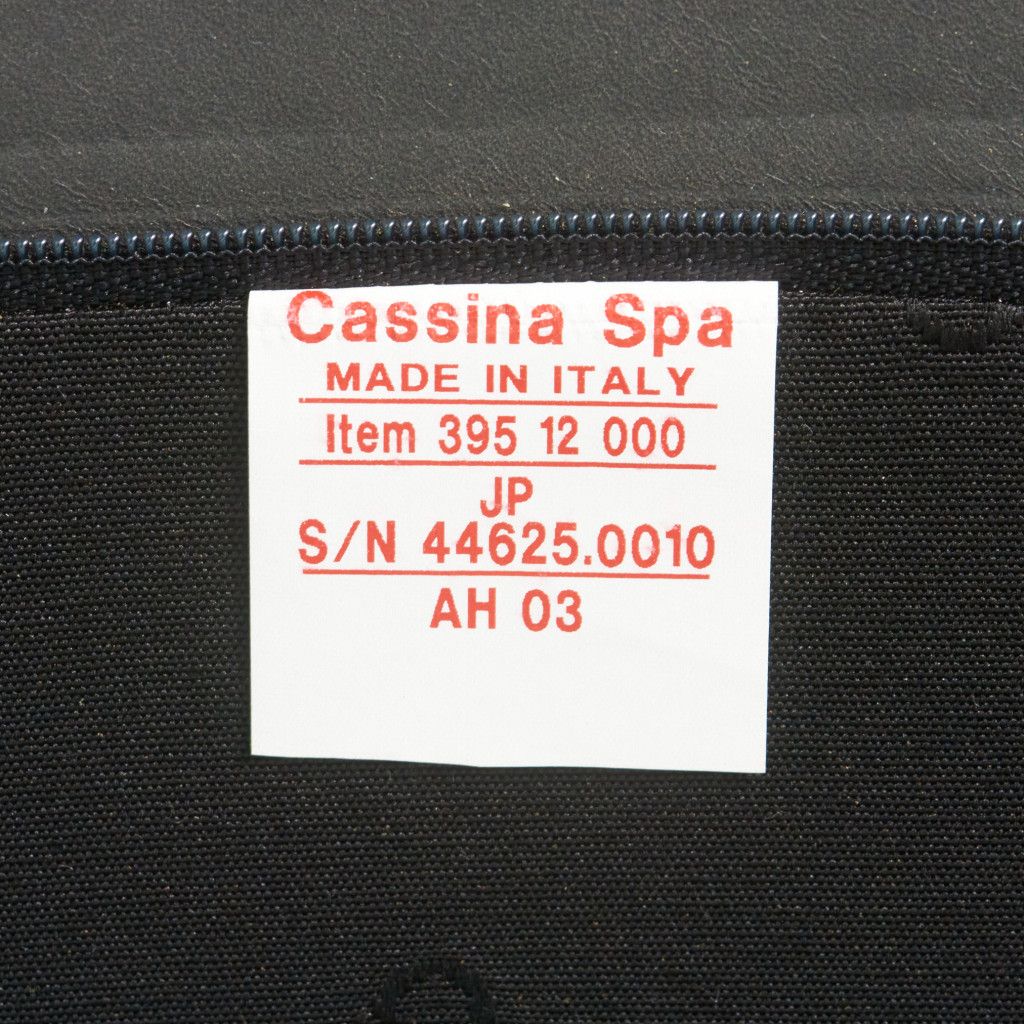 Cassina Spa
MADE IN ITALY
Item 395 12 000
JP
S/N 44625.0010
AH 03